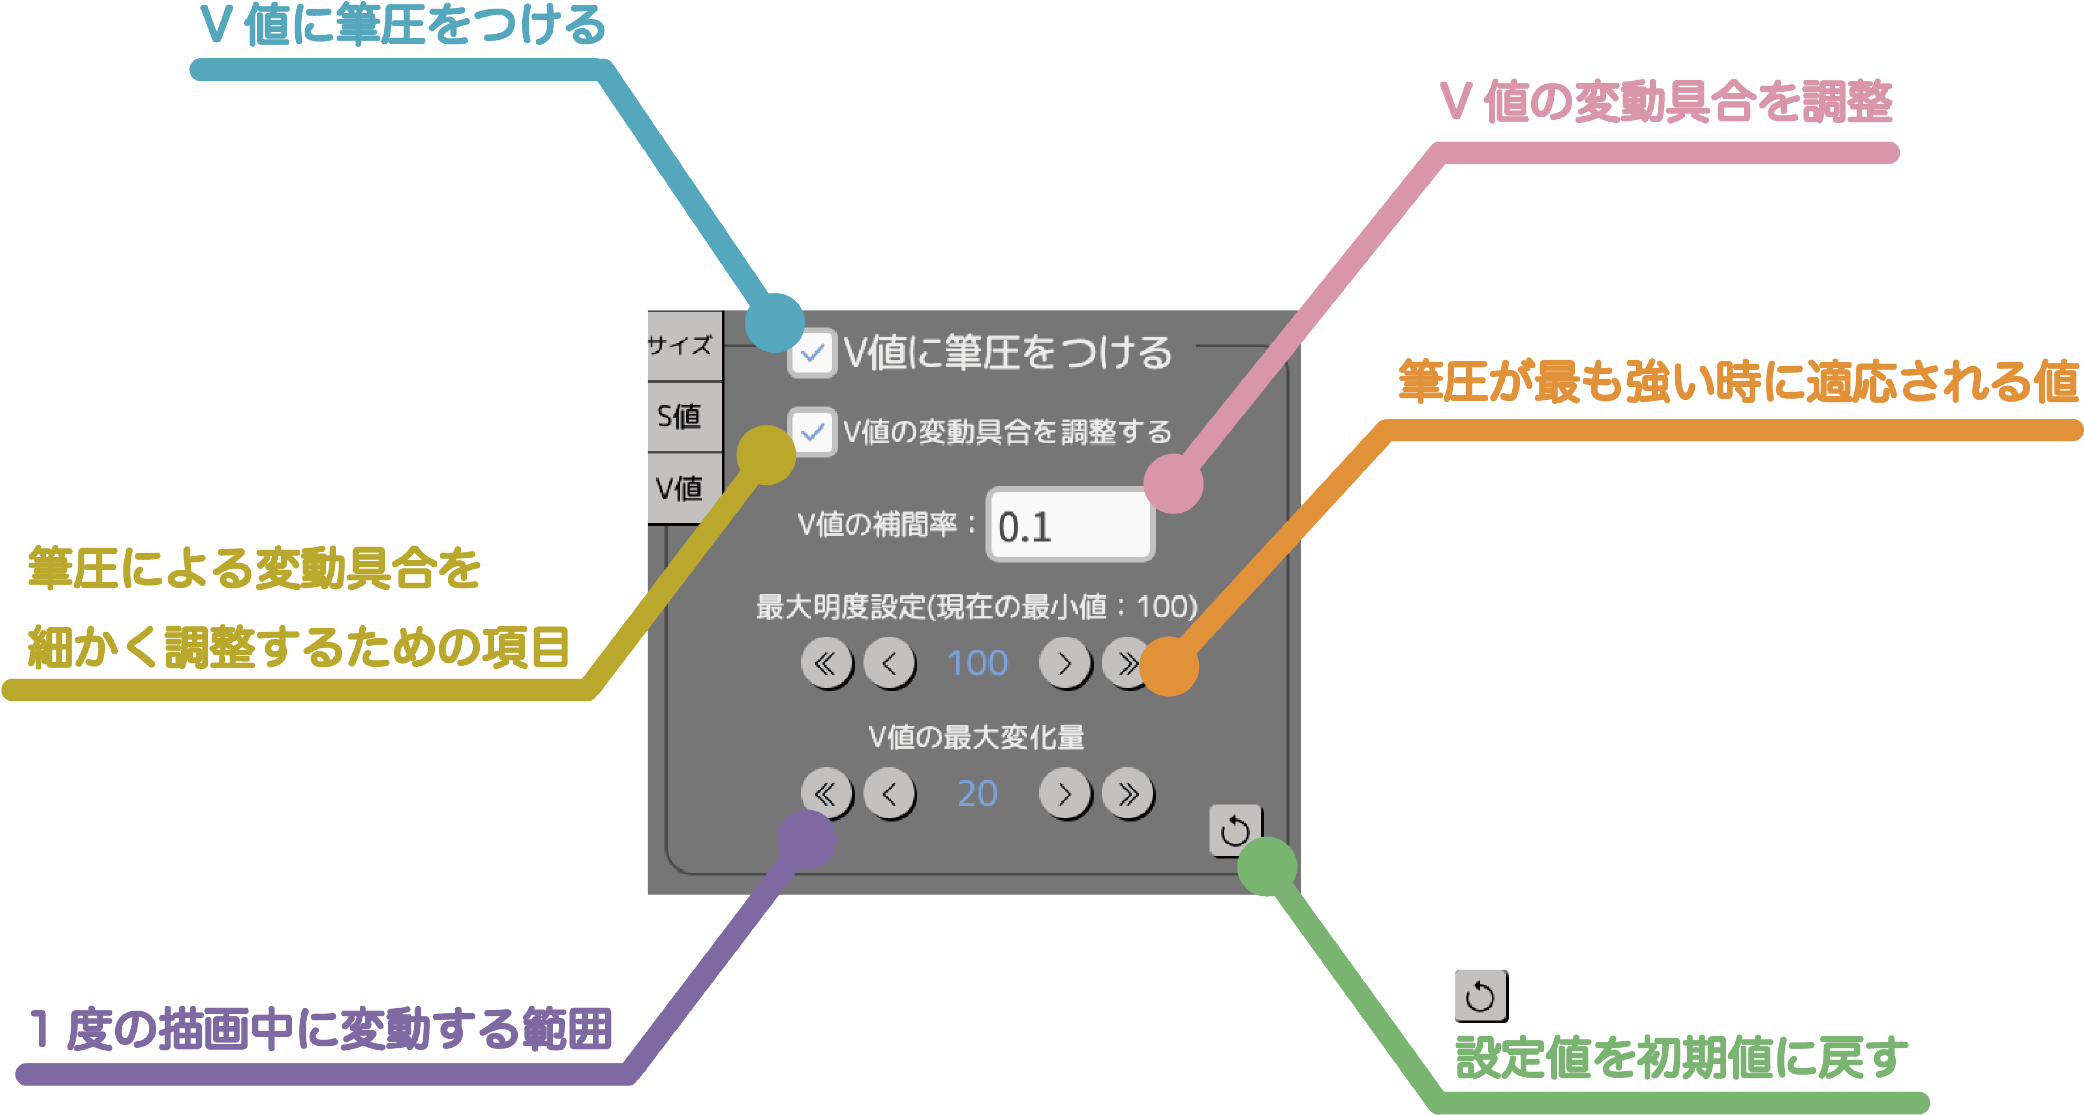 V 値に筆圧をつける
V 値の変動具合を調整
サイズ
V値に筆圧をつける
筆圧が最も強い時に適応される値
S値
V値の変動具合を調整する
V値
V値の補間率：
0.1
筆圧による変動具合を
細かく調整するための項目
最大明度設定(現在の最小値：100)
100
V値の最大変化量
20
1 度の描画中に変動する範囲
設定値を初期値に戻す